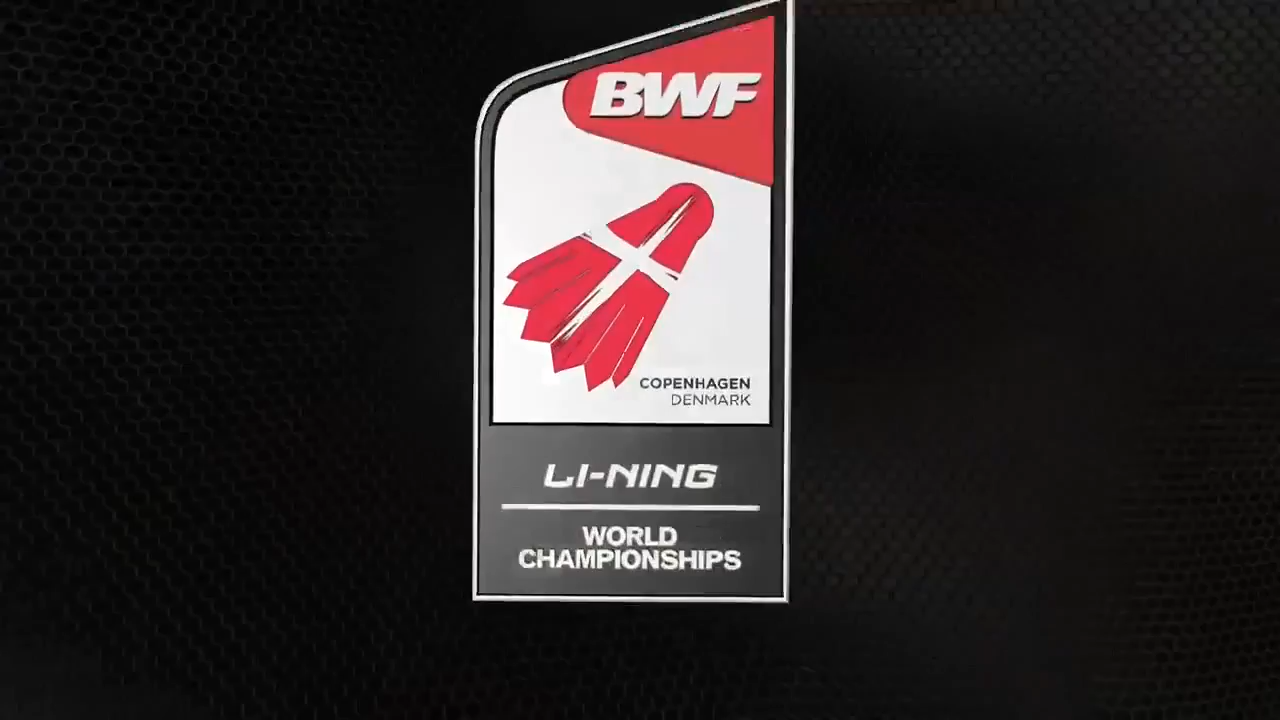 BWF
COPENHAGEN
DENMARK
LI-NING
WORLD
CHAMPIONSHIPS